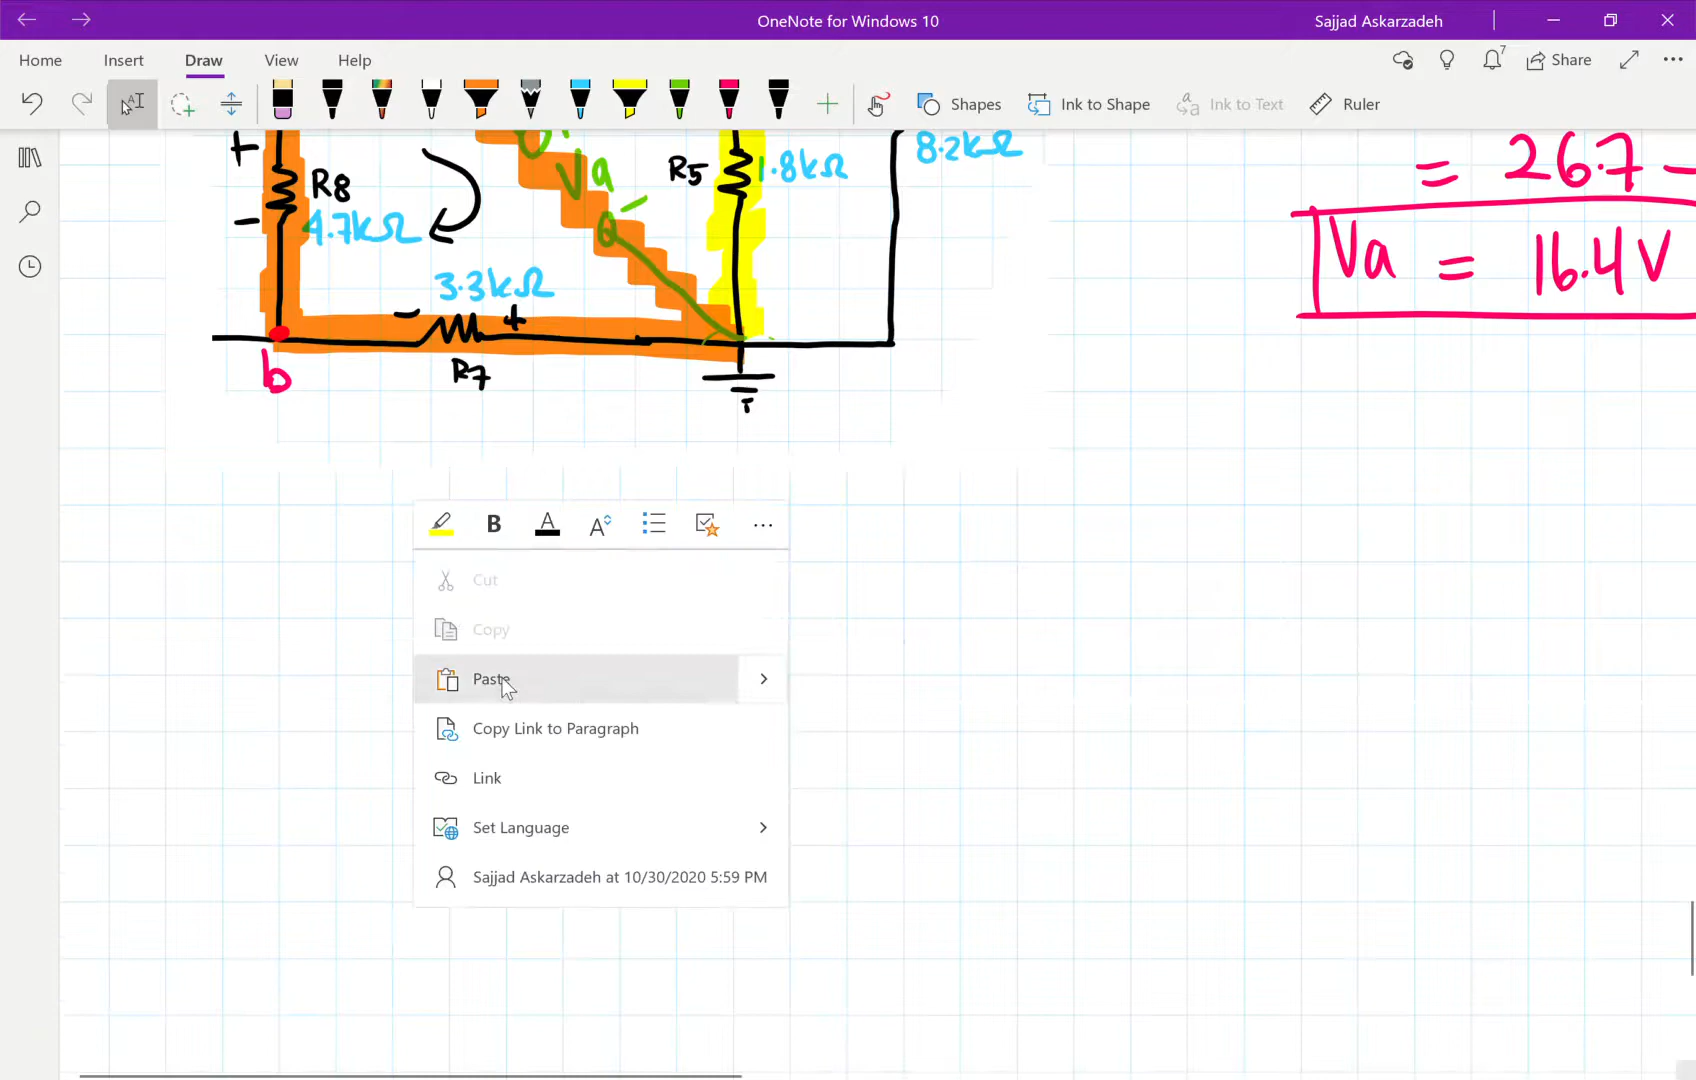 OneNote for Windows 10
Sajjad Askarzadeh
Home
Insert
Draw
View
Help
7
Share
Shapes
Ink to Shape
Ink to Text
Ruler
+
R8
4.7kΩ
-
Va
-
R5
1.8kΩ
8.2kΩ
= 26.7 -
Va = 16.4 V
3.3kΩ
- +
R7
b
B
A
A
Cut
Copy
Paste
Copy Link to Paragraph
Link
Set Language
Sajjad Askarzadeh at 10/30/2020 5:59 PM